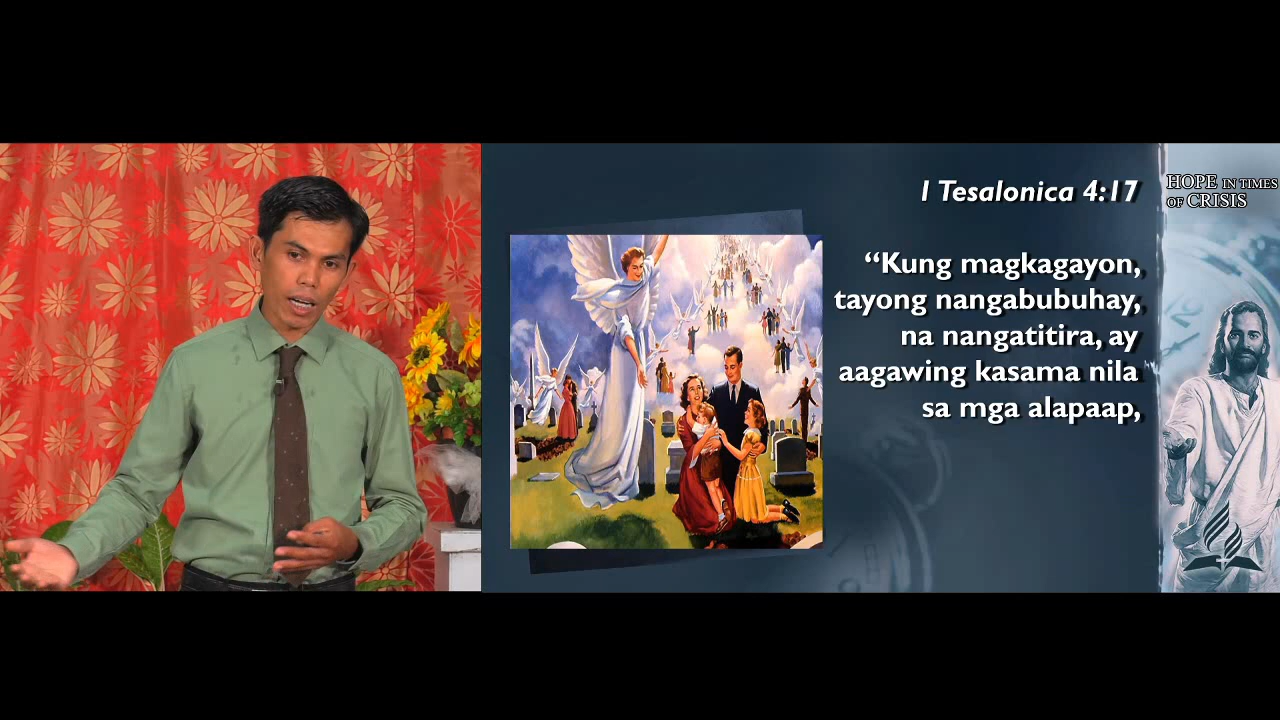 1 Tesalonica 4:17
“Kung magkagayon,
tayong nangabubuhay,
na nangatitira, ay
aagawing kasama nila
sa mga alapaap,
HOPE IN TIMES
OF CRISIS